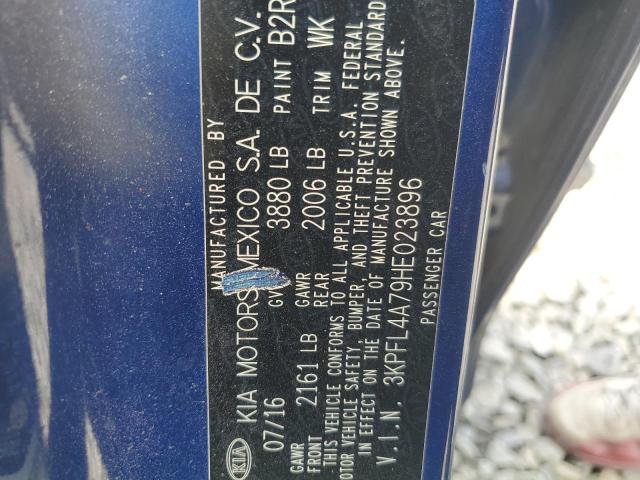 MANUFACTURED BY
KIA KIA MOTORS MEXICO S.A. DE C.V.
07/16 3880 LB PAINT B2R
GAWR FRONT 2161 LB GAWR REAR 2006 LB TRIM WK
THIS VEHICLE CONFORMS TO ALL APPLICABLE U.S.A. FEDERAL
MOTOR VEHICLE SAFETY, BUMPER, AND THEFT PREVENTION STANDARD
IN EFFECT ON THE DATE OF MANUFACTURE SHOWN ABOVE.
V.I.N. 3KPFL4A79HE023896
PASSENGER CAR